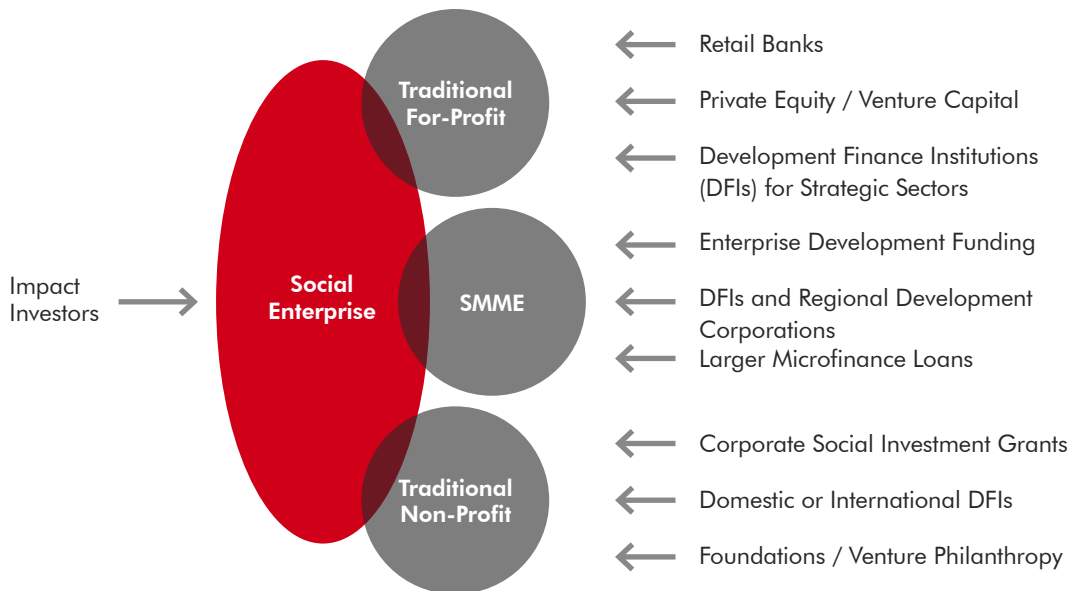 Impact
Investors
Social
Enterprise
Traditional
For-Profit
SMME
Traditional
Non-Profit
Retail Banks
Private Equity / Venture Capital
Development Finance Institutions
(DFIs) for Strategic Sectors
Enterprise Development Funding
DFIs and Regional Development
Corporations
Larger Microfinance Loans
Corporate Social Investment Grants
Domestic or International DFIs
Foundations / Venture Philanthropy